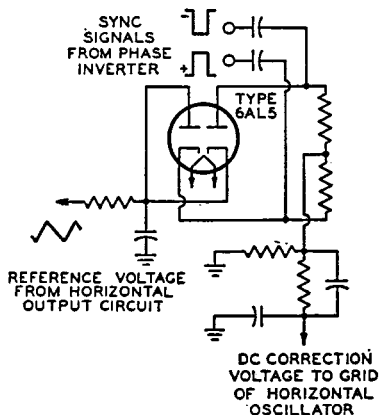 SYNC
SIGNALS
FROM PHASE
INVERTER
−
+
TYPE
6AL5
REFERENCE VOLTAGE
FROM HORIZONTAL
OUTPUT CIRCUIT
DC CORRECTION
VOLTAGE TO GRID
OF HORIZONTAL
OSCILLATOR